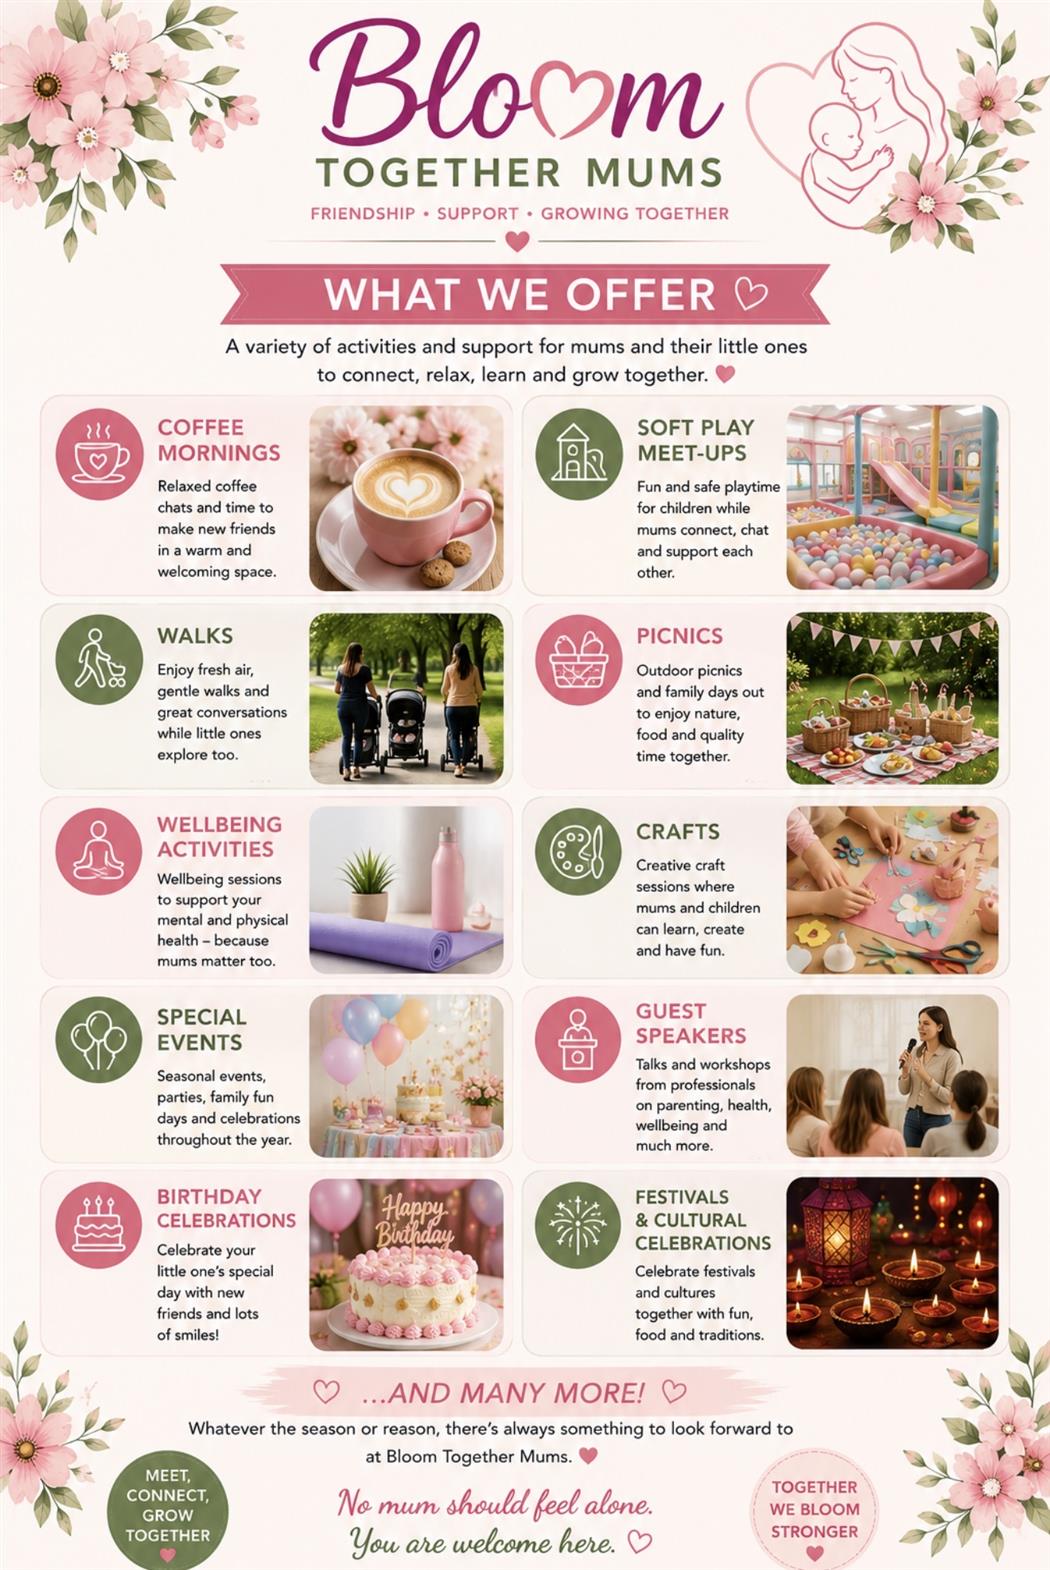 Bloom
TOGETHER MUMS
FRIENDSHIP • SUPPORT • GROWING TOGETHER
WHAT WE OFFER
A variety of activities and support for mums and their little ones
to connect, relax, learn and grow together.
COFFEE
MORNINGS
Relaxed coffee
chats and time to
make new friends
in a warm and
welcoming space.
SOFT PLAY
MEET-UPS
Fun and safe playtime
for children while
mums connect, chat
and support each
other.
WALKS
Enjoy fresh air,
gentle walks and
great conversations
while little ones
explore too.
PICNICS
Outdoor picnics
and family days out
to enjoy nature,
food and quality
time together.
WELLBEING
ACTIVITIES
Wellbeing sessions
to support your
mental and physical
health – because
mums matter too.
CRAFTS
Creative craft
sessions where
mums and children
can learn, create
and have fun.
SPECIAL
EVENTS
Seasonal events,
parties, family fun
days and celebrations
throughout the year.
GUEST
SPEAKERS
Talks and workshops
from professionals
on parenting, health,
wellbeing and
much more.
BIRTHDAY
CELEBRATIONS
Celebrate your
little one's special
day with new
friends and lots
of smiles!
Happy
Birthday
FESTIVALS
& CULTURAL
CELEBRATIONS
Celebrate festivals
and cultures
together with fun,
food and traditions.
...AND MANY MORE!
Whatever the season or reason, there's always something to look forward to
at Bloom Together Mums.
MEET,
CONNECT,
GROW
TOGETHER
No mum should feel alone.
You are welcome here.
TOGETHER
WE BLOOM
STRONGER